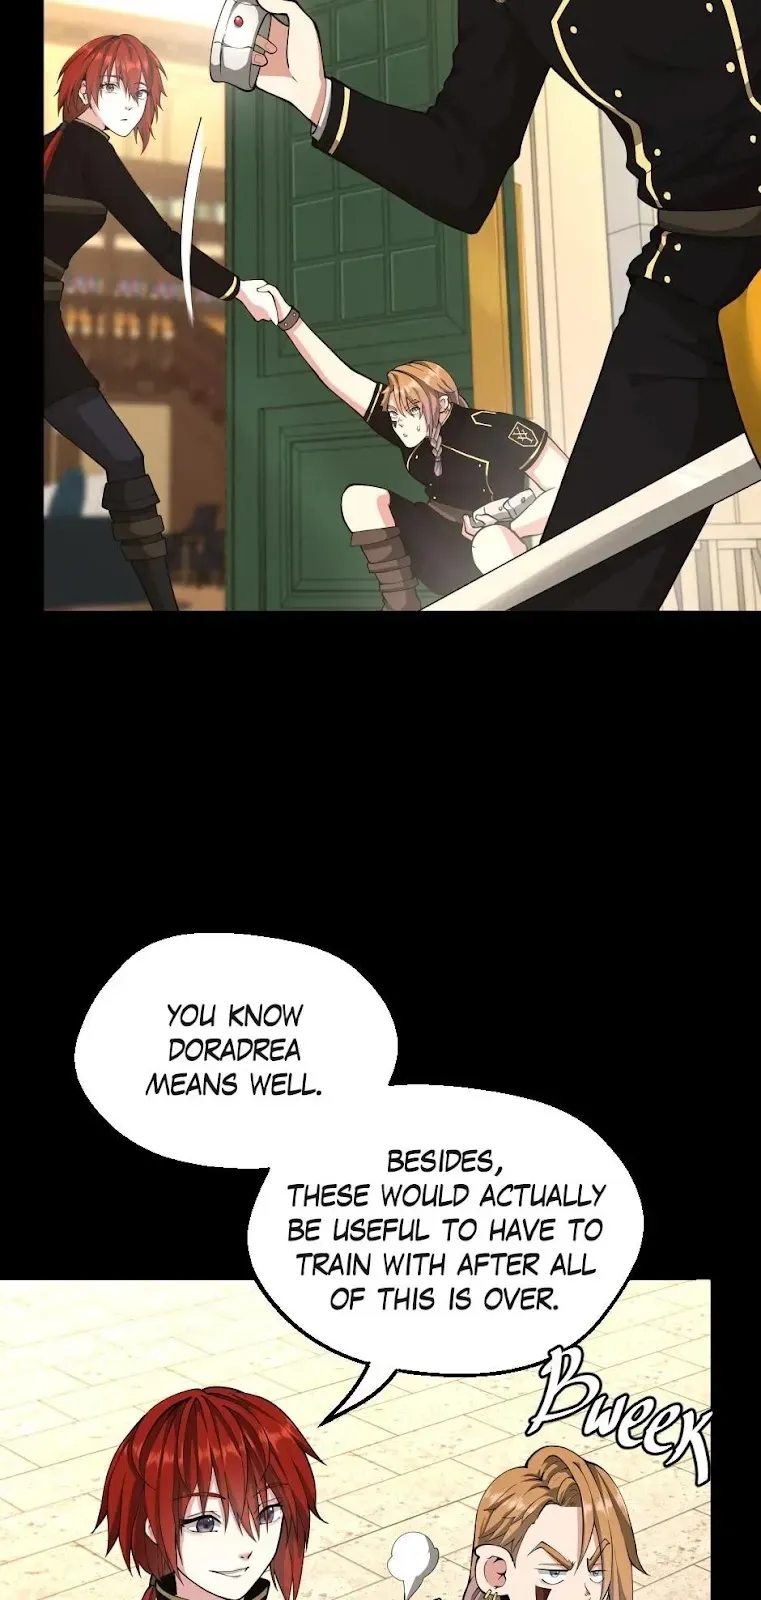 YOU KNOW
DORADREA
MEANS WELL.
BESIDES,
THESE WOULD ACTUALLY
BE USEFUL TO HAVE TO
TRAIN WITH AFTER ALL
OF THIS IS OVER.
BWEEK